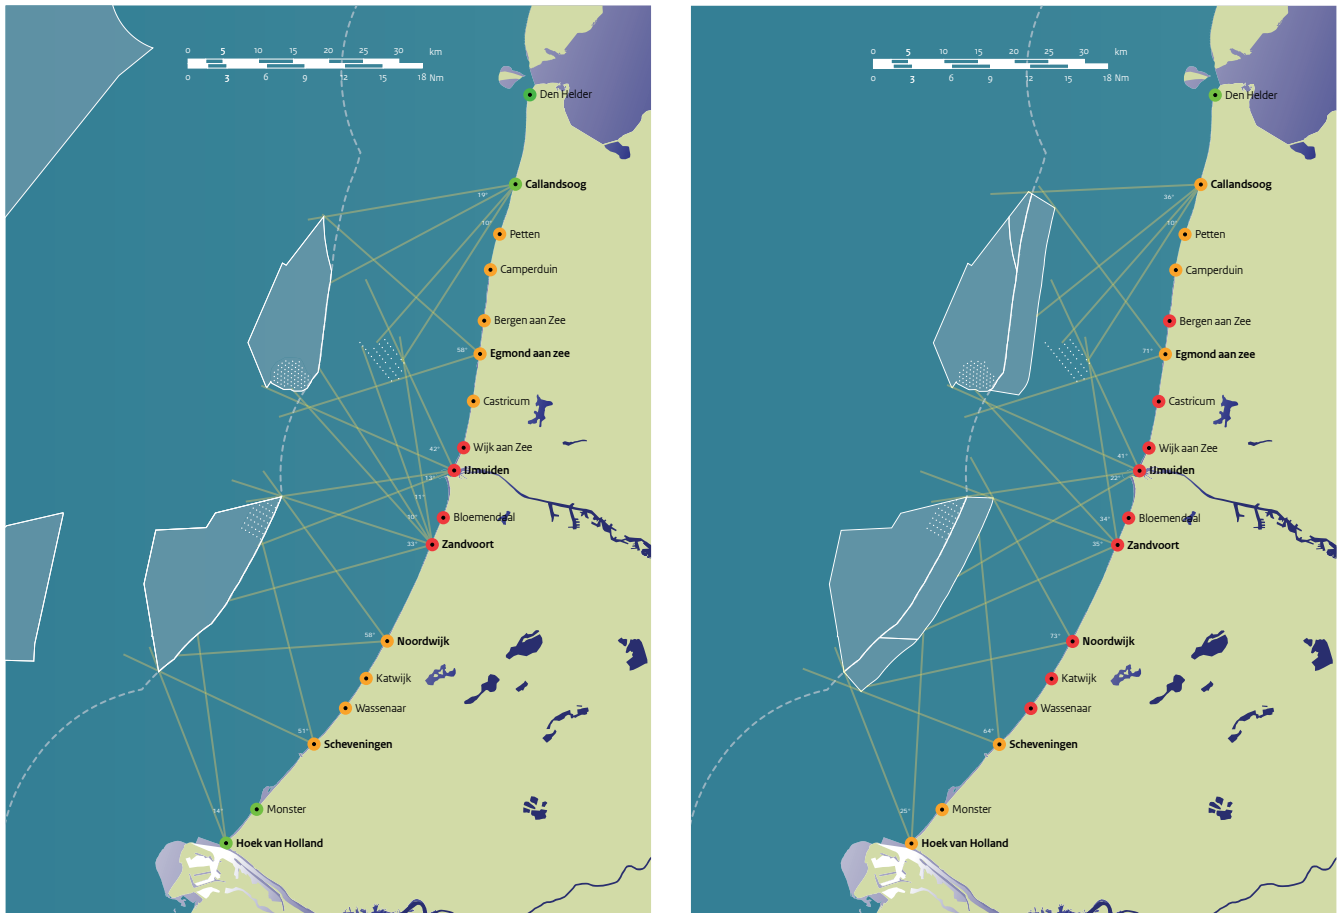 0 5 10 15 20 25 30 km
0 3 6 9 12 15 18 Nm
Den Helder
Callandsoog
19°
10°
Petten
Camperduin
Bergen aan Zee
58°
Egmond aan zee
Castricum
42°
Wijk aan Zee
IJmuiden
13°
11°
10°
Bloemendaal
33°
Zandvoort
58°
Noordwijk
Katwijk
Wassenaar
51°
Scheveningen
14°
Monster
Hoek van Holland
0 5 10 15 20 25 30 km
0 3 6 9 12 15 18 Nm
Den Helder
Callandsoog
36°
10°
Petten
Camperduin
Bergen aan Zee
71°
Egmond aan zee
Castricum
Wijk aan Zee
41°
IJmuiden
22°
34°
Bloemendaal
35°
Zandvoort
73°
Noordwijk
Katwijk
Wassenaar
64°
Scheveningen
25°
Monster
Hoek van Holland